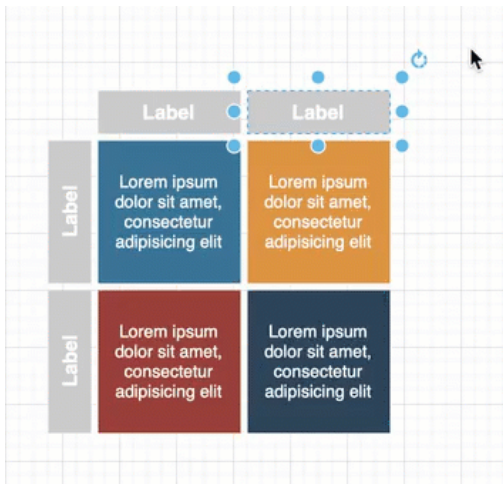 Label
Label
Label
Lorem ipsum
dolor sit amet,
consectetur
adipisicing elit
Lorem ipsum
dolor sit amet,
consectetur
adipisicing elit
Label
Lorem ipsum
dolor sit amet,
consectetur
adipisicing elit
Lorem ipsum
dolor sit amet,
consectetur
adipisicing elit